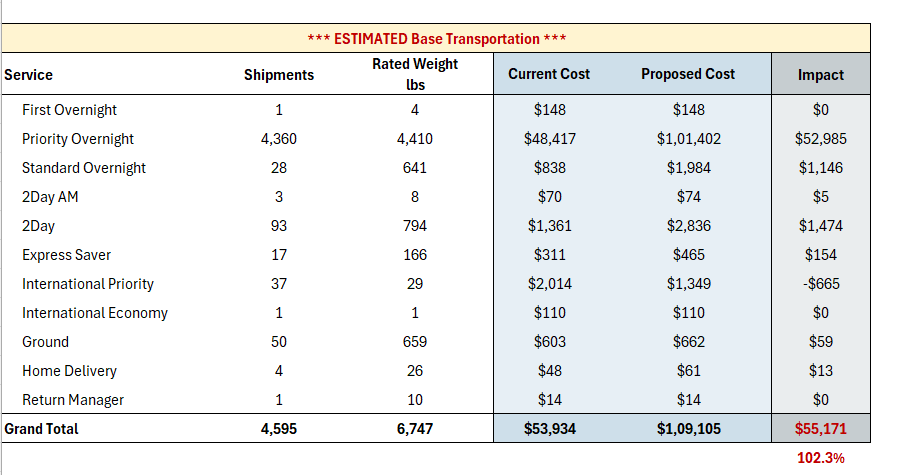 *** ESTIMATED Base Transportation ***
Service Shipments Rated Weight lbs Current Cost Proposed Cost Impact
First Overnight 1 4 $148 $148 $0
Priority Overnight 4,360 4,410 $48,417 $1,01,402 $52,985
Standard Overnight 28 641 $838 $1,984 $1,146
2Day AM 3 8 $70 $74 $5
2Day 93 794 $1,361 $2,836 $1,474
Express Saver 17 166 $311 $465 $154
International Priority 37 29 $2,014 $1,349 -$665
International Economy 1 1 $110 $110 $0
Ground 50 659 $603 $662 $59
Home Delivery 4 26 $48 $61 $13
Return Manager 1 10 $14 $14 $0
Grand Total 4,595 6,747 $53,934 $1,09,105 $55,171
102.3%